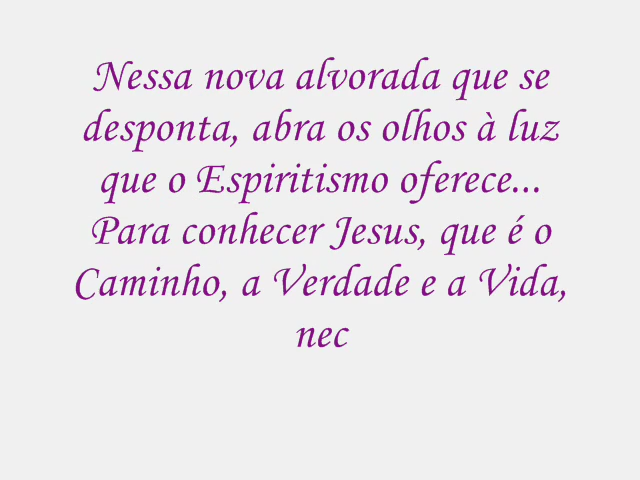 Nessa nova alvorada que se
desponta, abra os olhos à luz
que o Espiritismo oferece...
Para conhecer Jesus, que é o
Caminho, a Verdade e a Vida,
nec